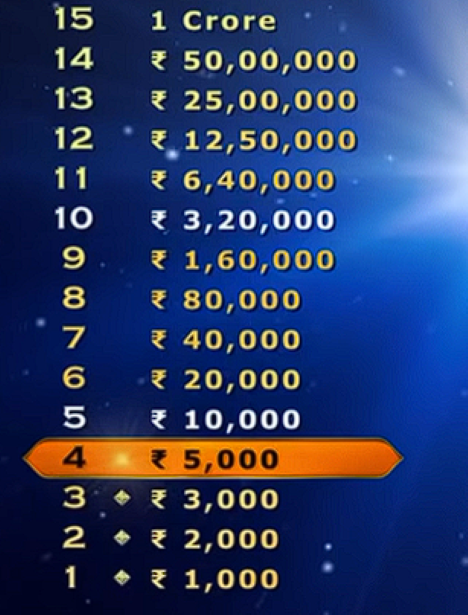 15 1 Crore
14 ₹ 50,00,000
13 ₹ 25,00,000
12 ₹ 12,50,000
11 ₹ 6,40,000
10 ₹ 3,20,000
9 ₹ 1,60,000
8 ₹ 80,000
7 ₹ 40,000
6 ₹ 20,000
5 ₹ 10,000
4 ₹ 5,000
3 ₹ 3,000
2 ₹ 2,000
1 ₹ 1,000